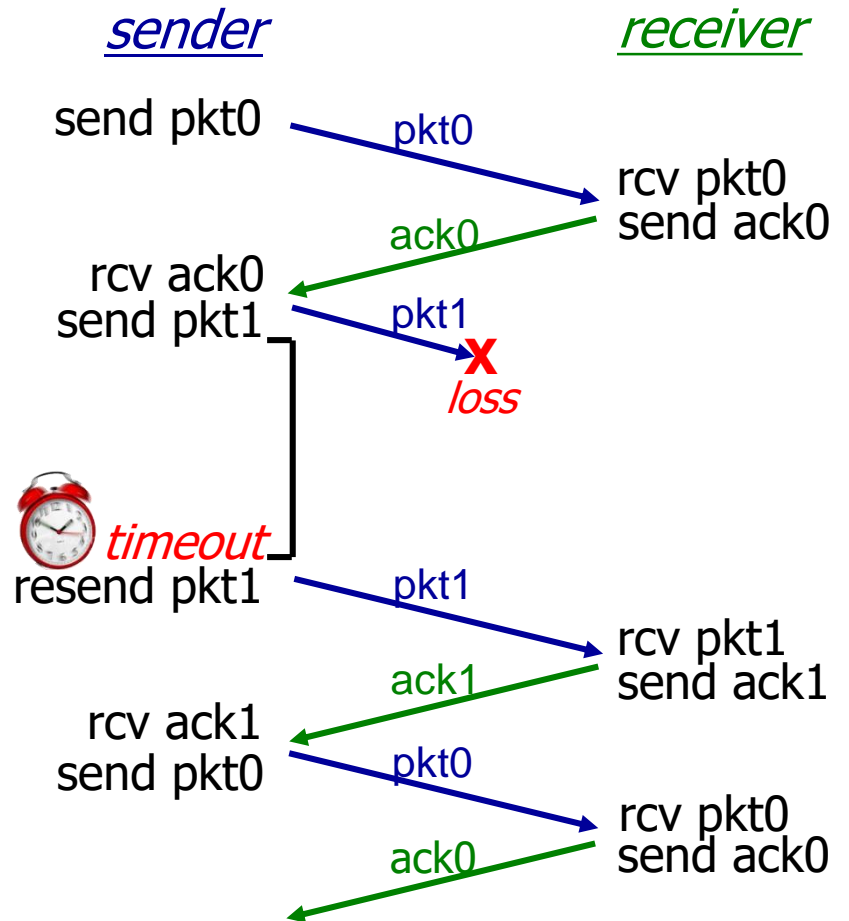 sender
receiver
send pkt0
pkt0
rcv pkt0
send ack0
ack0
rcv ack0
send pkt1
pkt1
X
loss
timeout
resend pkt1
pkt1
rcv pkt1
send ack1
ack1
rcv ack1
send pkt0
pkt0
rcv pkt0
send ack0
ack0